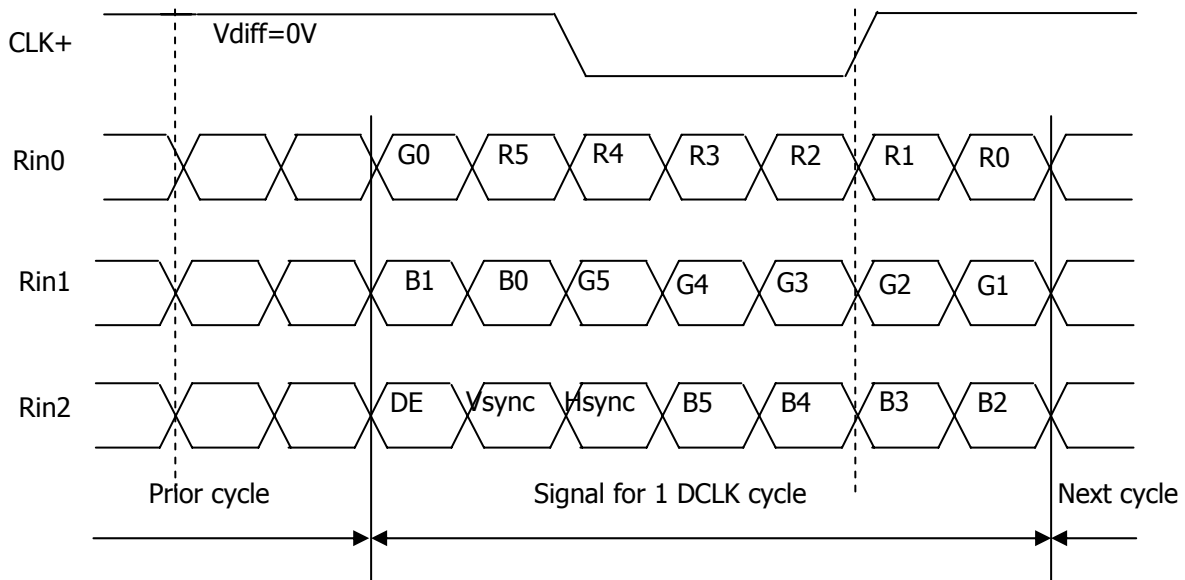 CLK+ Vdiff=0V
Rin0 G0 R5 R4 R3 R2 R1 R0
Rin1 B1 B0 G5 G4 G3 G2 G1
Rin2 DE Vsync Hsync B5 B4 B3 B2
Prior cycle Signal for 1 DCLK cycle Next cycle